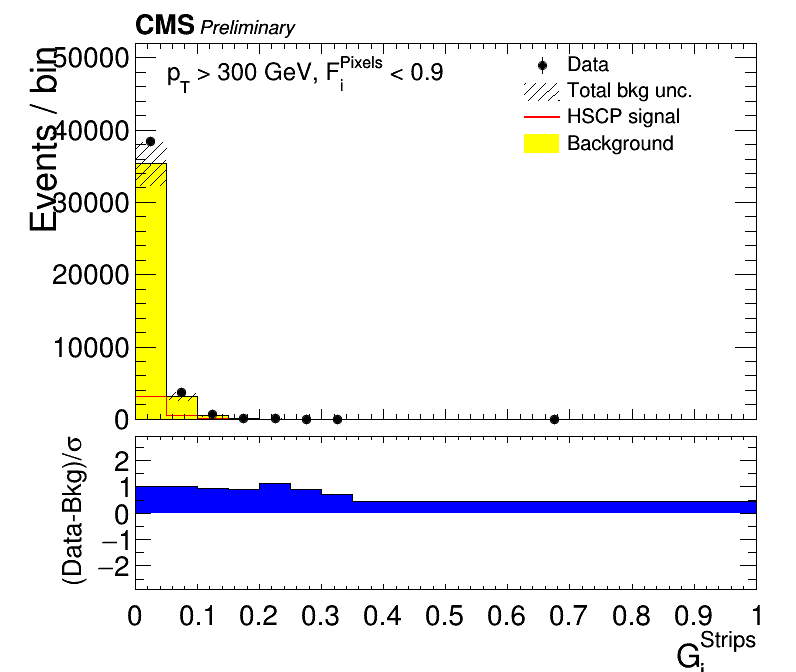 CMS Preliminary
Events / bin
50000
40000
30000
20000
10000
0
p_T > 300 GeV, F_i^Pixels < 0.9
Data
Total bkg unc.
HSCP signal
Background
(Data-Bkg)/σ
2
1
0
−1
−2
0 0.1 0.2 0.3 0.4 0.5 0.6 0.7 0.8 0.9 1
G_i^Strips